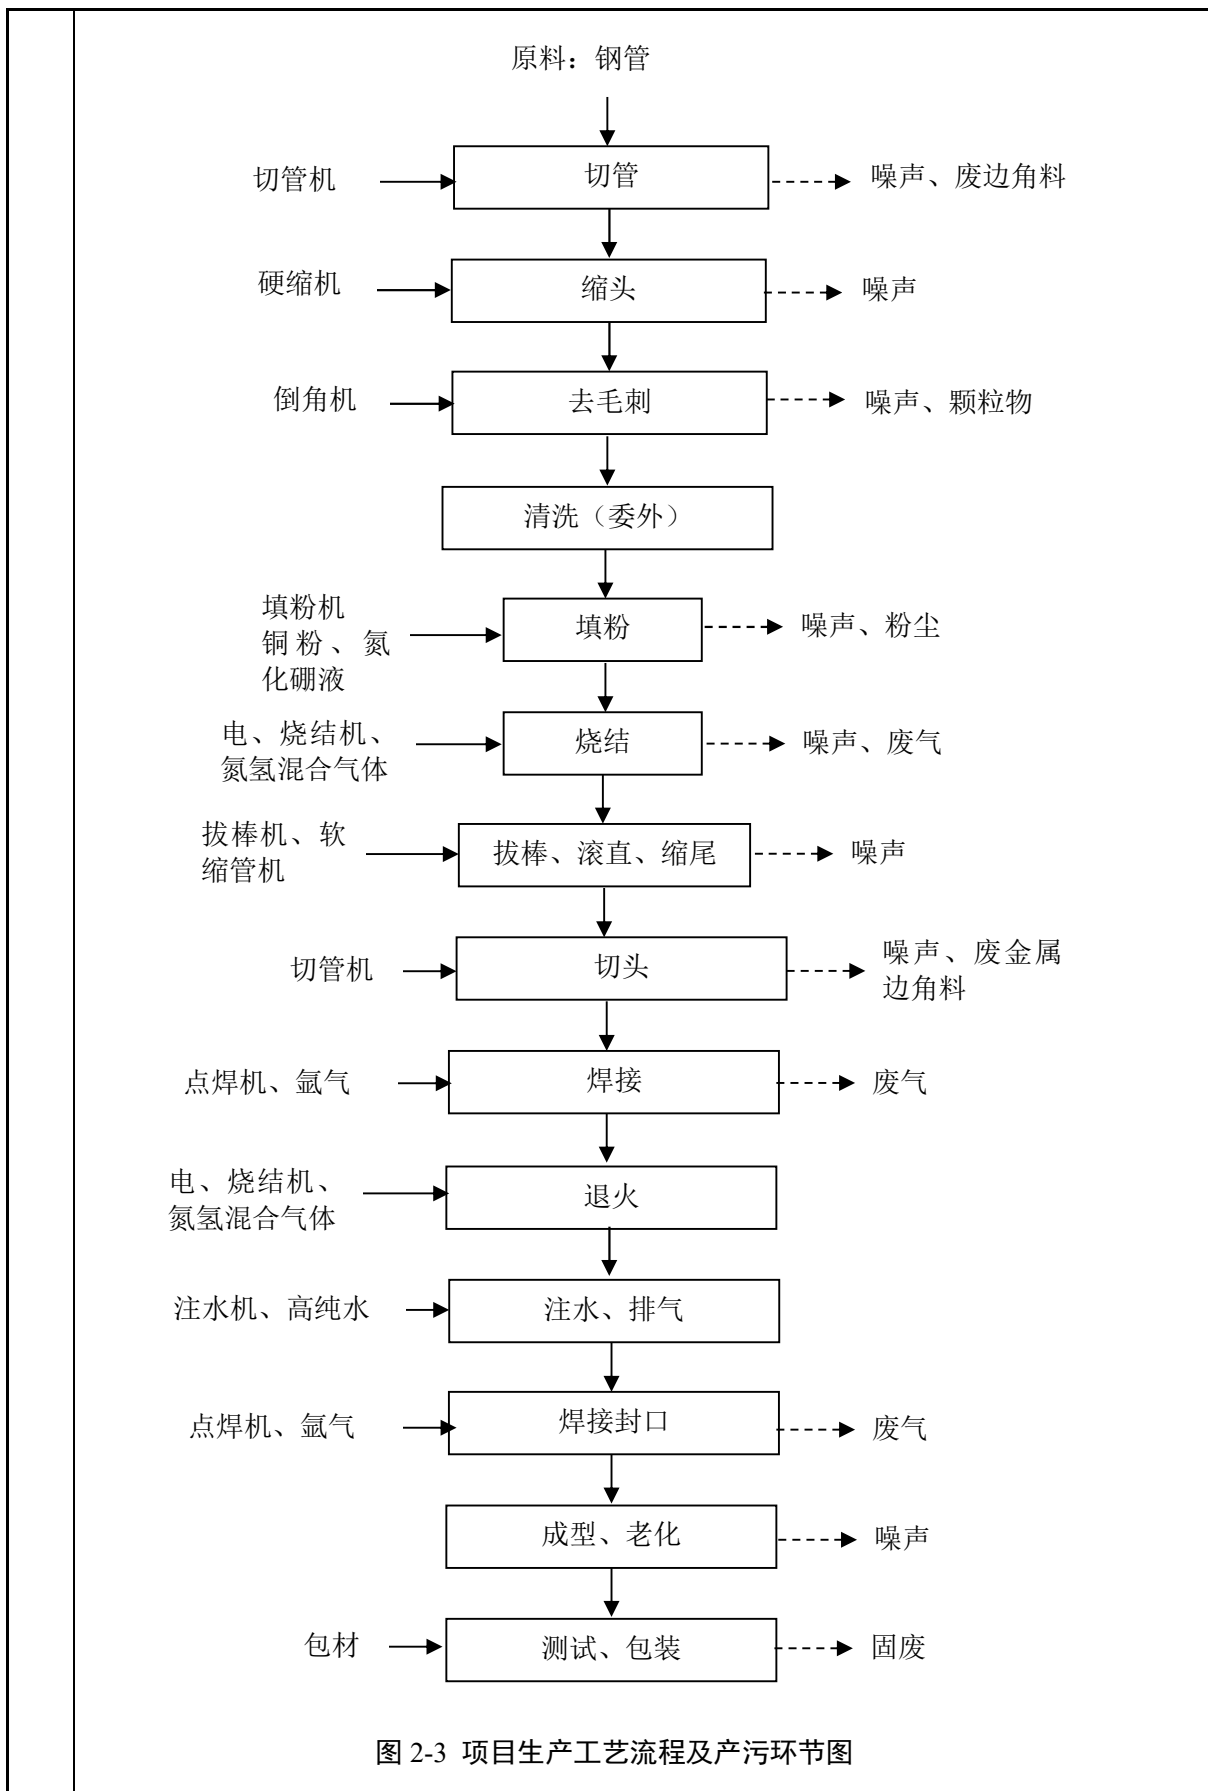 原料：钢管
切管机
切管
噪声、废边角料
硬缩机
缩头
噪声
倒角机
去毛刺
噪声、颗粒物
清洗（委外）
填粉机
铜粉、氮
化硼液
填粉
噪声、粉尘
电、烧结机、
氮氢混合气体
烧结
噪声、废气
拔棒机、软
缩管机
拔棒、滚直、缩尾
噪声
切管机
切头
噪声、废金属
边角料
点焊机、氩气
焊接
废气
电、烧结机、
氮氢混合气体
退火
注水机、高纯水
注水、排气
点焊机、氩气
焊接封口
废气
成型、老化
噪声
包材
测试、包装
固废
图 2-3 项目生产工艺流程及产污环节图